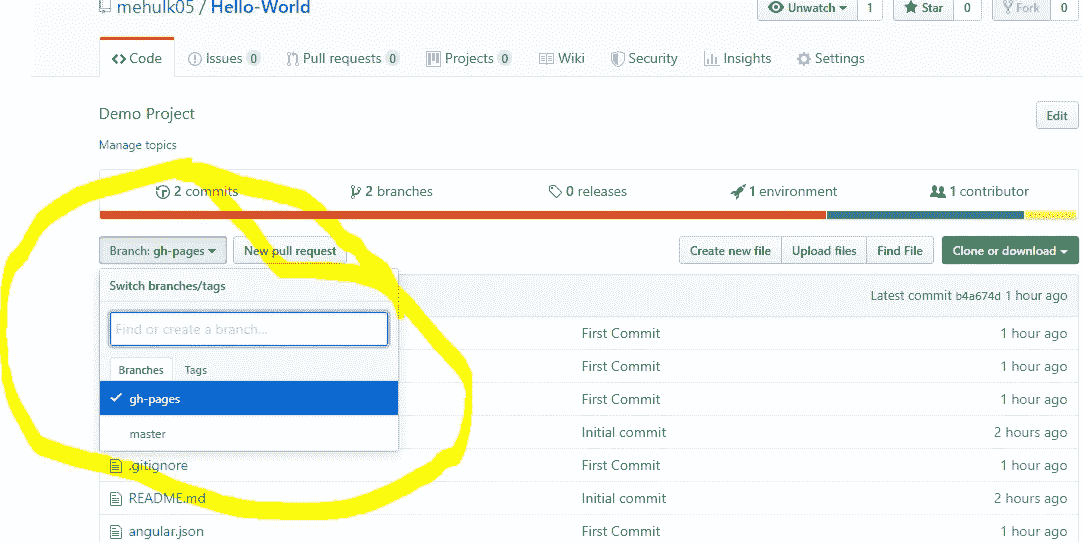 mehulk05 / Hello-World
Unwatch 1 Star 0 Fork 0
Code Issues 0 Pull requests 0 Projects 0 Wiki Security Insights Settings
Demo Project
Edit
Manage topics
2 commits 2 branches 0 releases 1 environment 1 contributor
Branch: gh-pages New pull request Create new file Upload files Find File Clone or download
Switch branches/tags
Latest commit b4a674d 1 hour ago
Find or create a branch...
First Commit 1 hour ago
First Commit 1 hour ago
Branches Tags
gh-pages First Commit 1 hour ago
master Initial commit 2 hours ago
.gitignore First Commit 1 hour ago
README.md Initial commit 2 hours ago
angular.json First Commit 1 hour ago